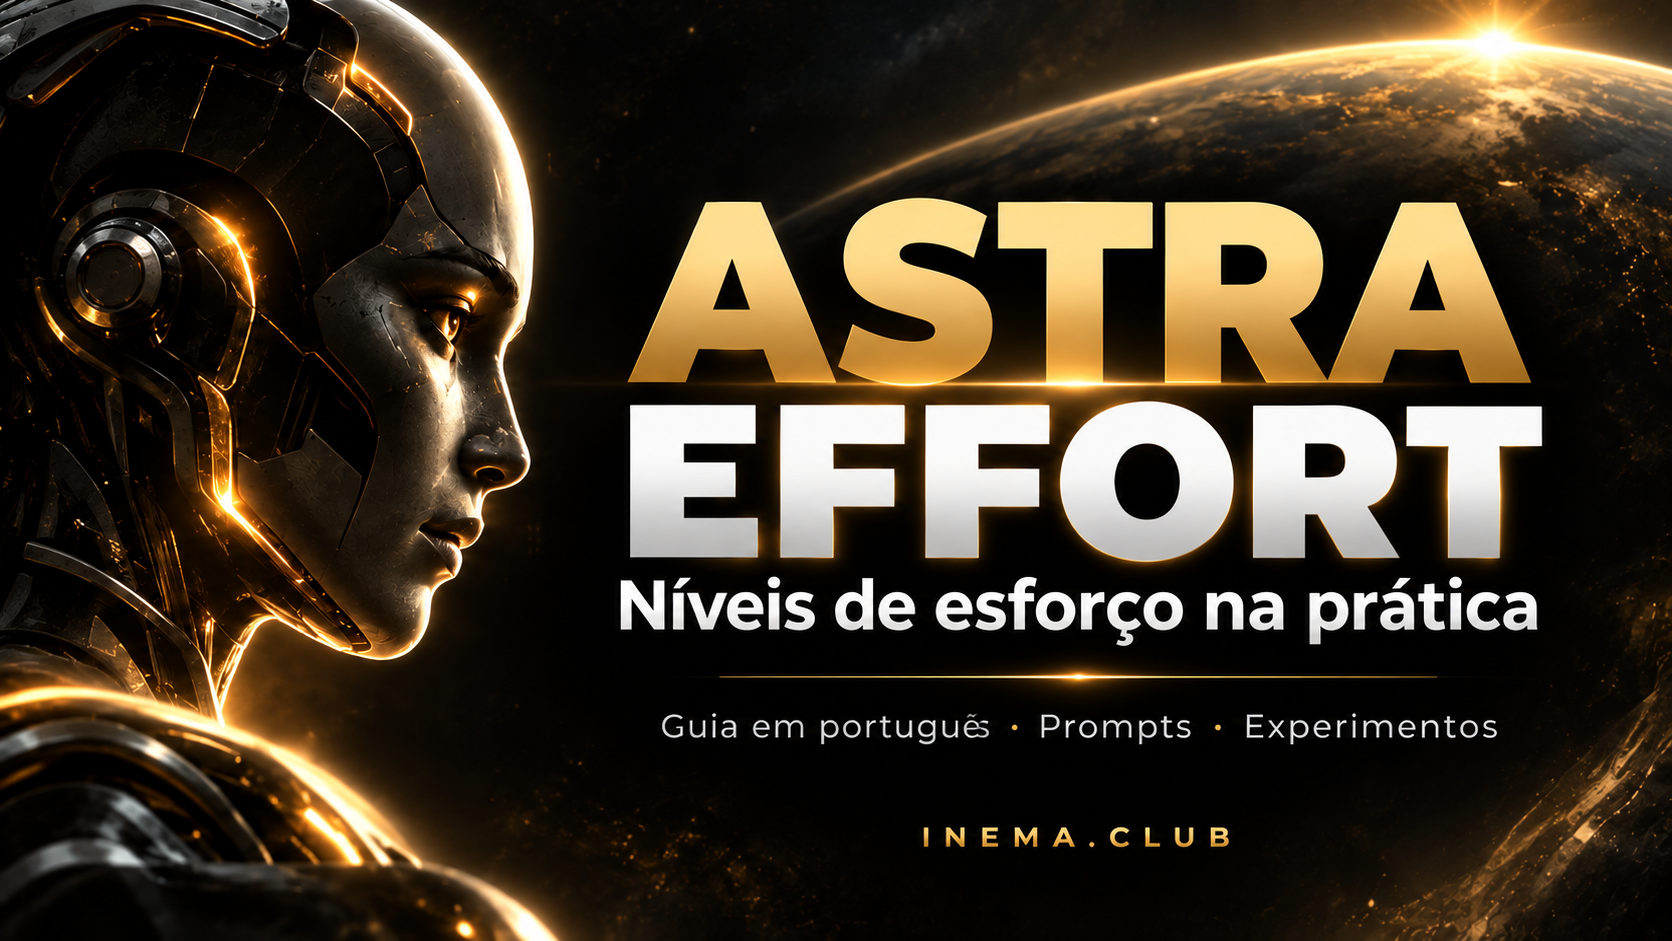 ASTRA
EFFORT
Níveis de esforço na prática
Guia em português • Prompts • Experimentos
INEMA.CLUB